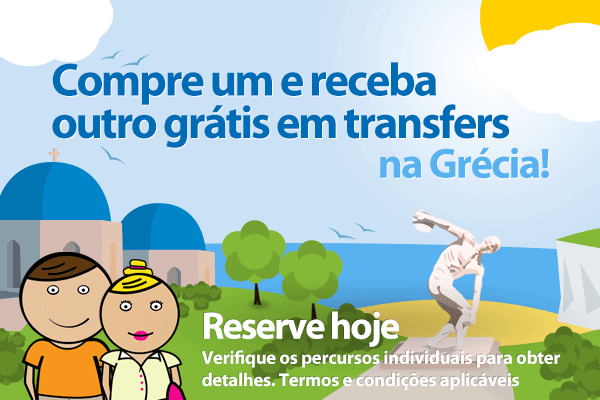 Compre um e receba
outro grátis em transfers
na Grécia!
Reserve hoje
Verifique os percursos individuais para obter
detalhes. Termos e condições aplicáveis